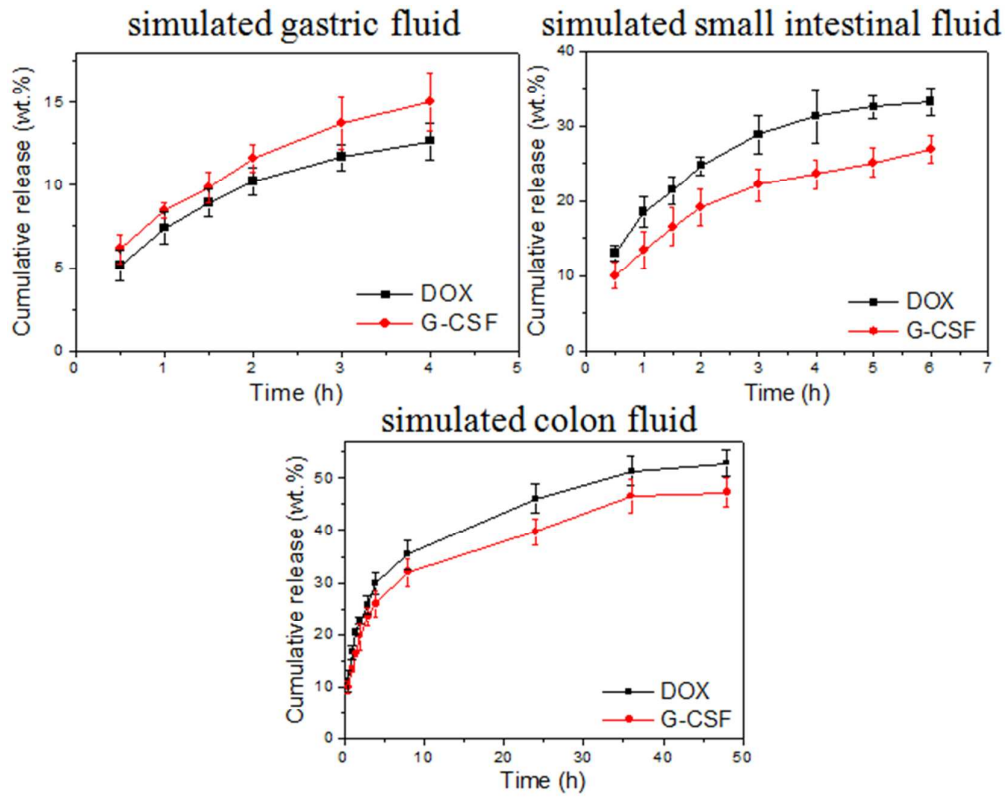 simulated gastric fluid
Cumulative release (wt.%)
15
10
5
0
0
1
2
3
4
5
Time (h)
DOX
G-CSF
simulated small intestinal fluid
Cumulative release (wt.%)
40
30
20
10
0
0
1
2
3
4
5
6
7
Time (h)
DOX
G-CSF
simulated colon fluid
Cumulative release (wt.%)
50
40
30
20
10
0
0
10
20
30
40
50
Time (h)
DOX
G-CSF